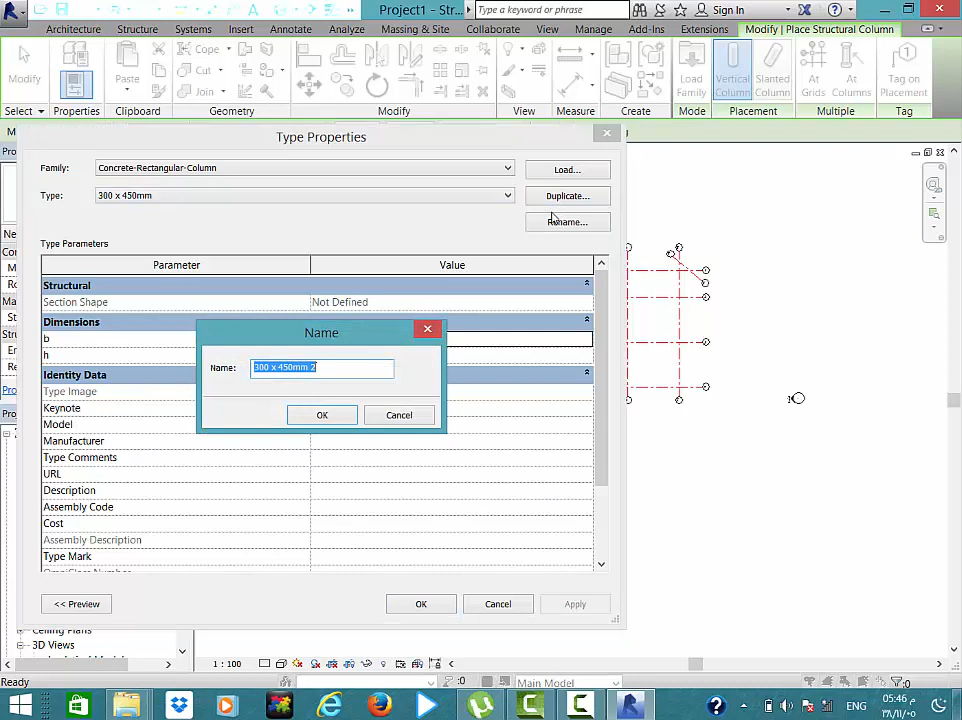 Project1 - Str...
Type a keyword or phrase
Sign In
Architecture Structure Systems Insert Annotate Analyze Massing & Site Collaborate View Manage Add-Ins Extensions Modify | Place Structural Column
Modify
Paste
Cope
Cut
Join
Load Family
Vertical Column
Slanted Column
At Grids
At Columns
Tag on Placement
Select Properties Clipboard Geometry Modify View Measure Create Mode Placement Multiple Tag
Type Properties
Family: Concrete-Rectangular-Column Load...
Type: 300 x 450mm Duplicate...
Rename...
Type Parameters
Parameter Value
Structural
Section Shape Not Defined
Dimensions
b
h
Identity Data
Type Image
Keynote
Model
Manufacturer
Type Comments
URL
Description
Assembly Code
Cost
Assembly Description
Type Mark
Name
Name: 300 x 450mm 2
OK Cancel
<< Preview OK Cancel Apply
Ceiling Plans
3D Views
1 : 100
Ready
:0
Main Model
:0
ENG
05:46 م